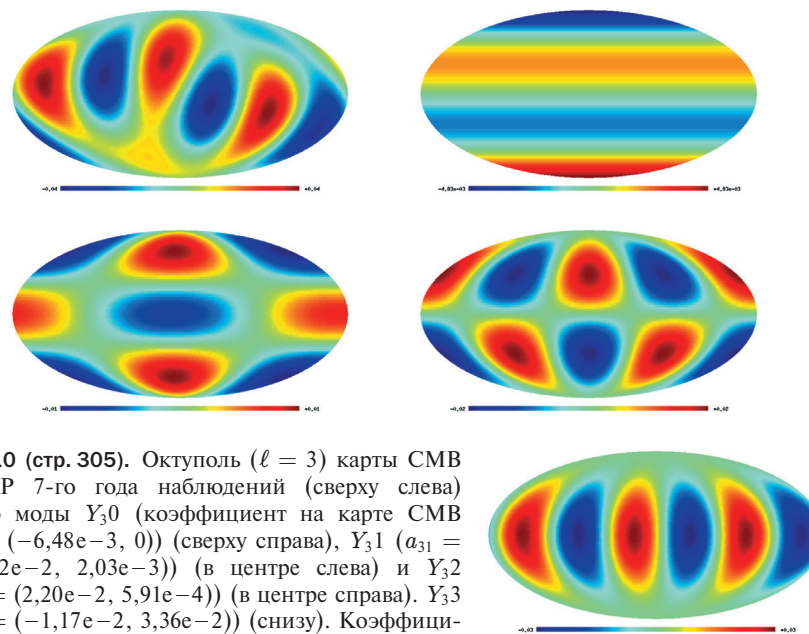 -0.04 +0.04
-4.83e-03 +4.83e-03
-0.01 +0.01
-0.02 +0.02
.0 (стр. 305). Октуполь (ℓ = 3) карты CMB
P 7-го года наблюдений (сверху слева)
моды Y₃0 (коэффициент на карте CMB
(−6,48e−3, 0)) (сверху справа), Y₃1 (a₃₁ =
2e−2, 2,03e−3)) (в центре слева) и Y₃2
= (2,20e−2, 5,91e−4)) (в центре справа). Y₃3
= (−1,17e−2, 3,36e−2)) (снизу). Коэффици-
-0.03 +0.03